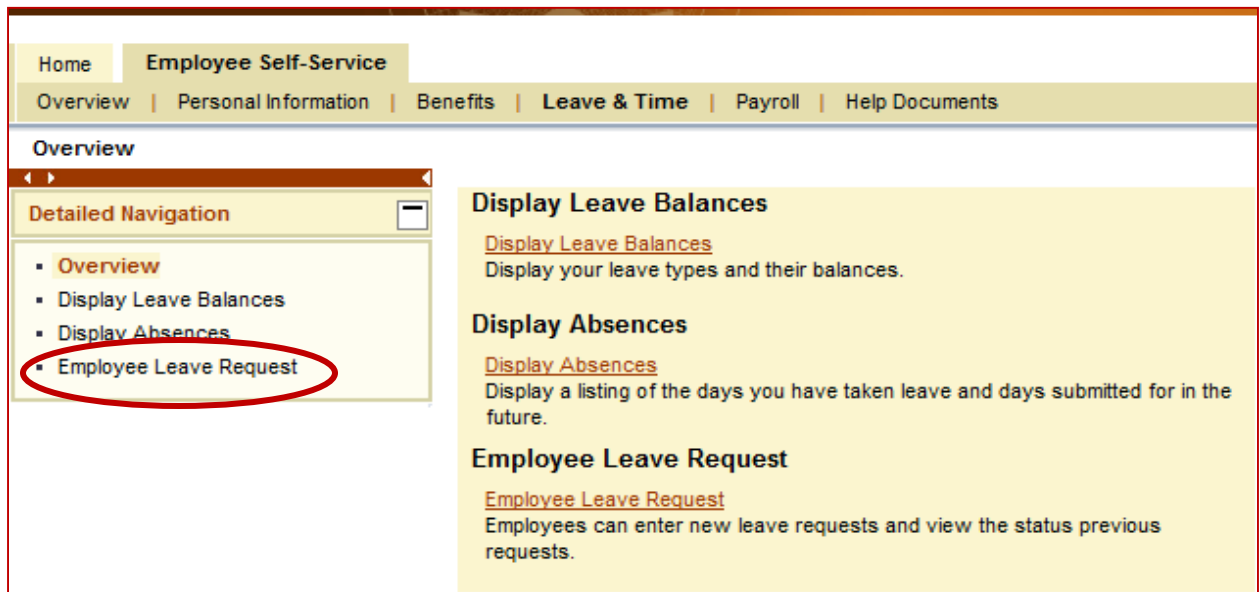 Home Employee Self-Service
Overview | Personal Information | Benefits | Leave & Time | Payroll | Help Documents
Overview
Detailed Navigation
Overview
Display Leave Balances
Display Absences
Employee Leave Request
Display Leave Balances
Display Leave Balances
Display your leave types and their balances.
Display Absences
Display Absences
Display a listing of the days you have taken leave and days submitted for in the
future.
Employee Leave Request
Employee Leave Request
Employees can enter new leave requests and view the status previous
requests.